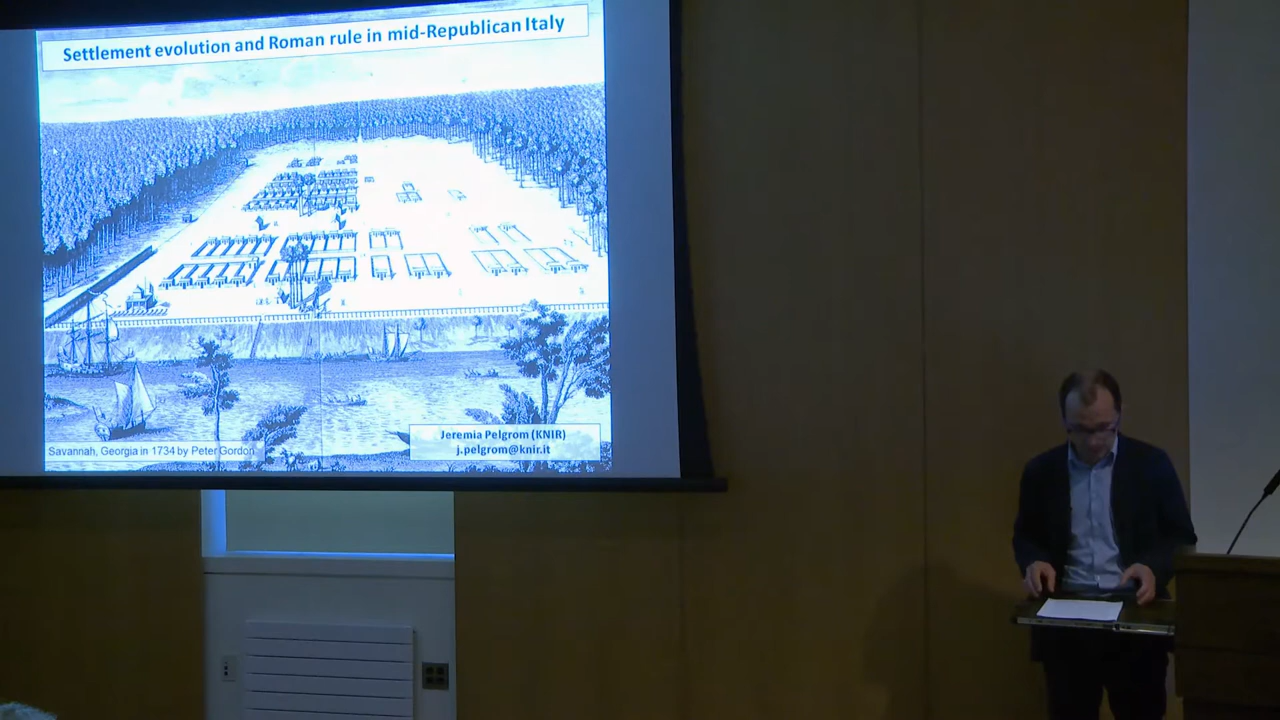 Settlement evolution and Roman rule in mid-Republican Italy
Jeremia Pelgrom (KNIR)
j.pelgrom@knir.it
Savannah, Georgia in 1734 by Peter Gordon